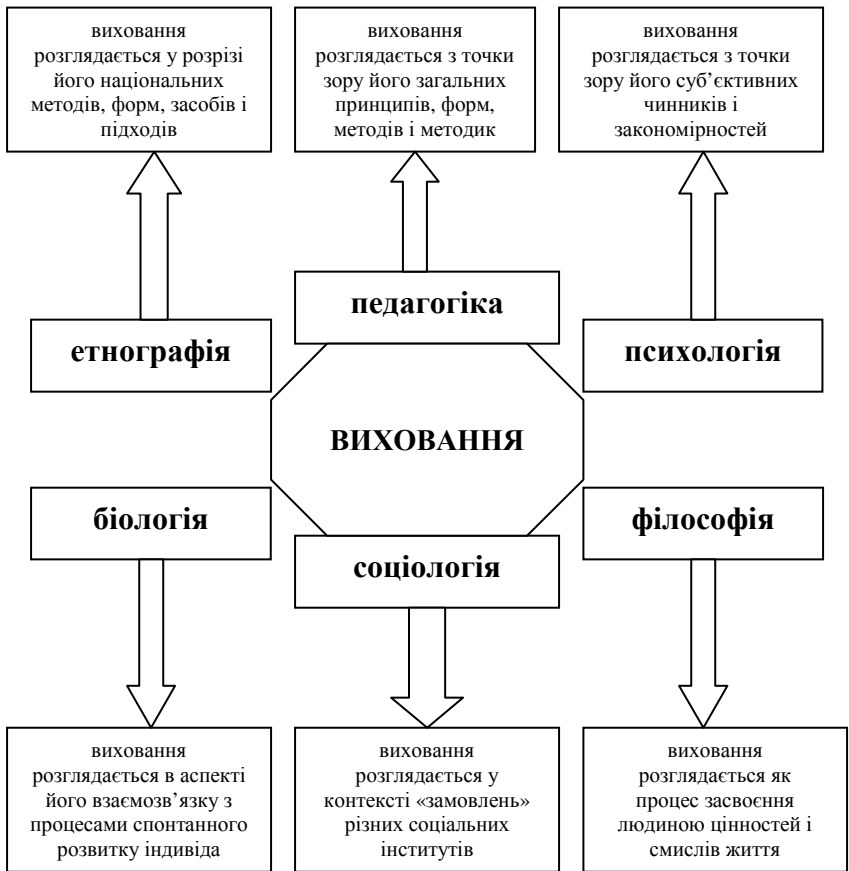 виховання
розглядається у розрізі
його національних
методів, форм, засобів і
підходів
виховання
розглядається з точки
зору його загальних
принципів, форм,
методів і методик
виховання
розглядається з точки
зору його суб’єктивних
чинників і
закономірностей
етнографія
педагогіка
психологія
ВИХОВАННЯ
біологія
соціологія
філософія
виховання
розглядається в аспекті
його взаємозв’язку з
процесами спонтанного
розвитку індивіда
виховання
розглядається у
контексті «замовлень»
різних соціальних
інститутів
виховання
розглядається як
процес засвоєння
людиною цінностей і
смислів життя